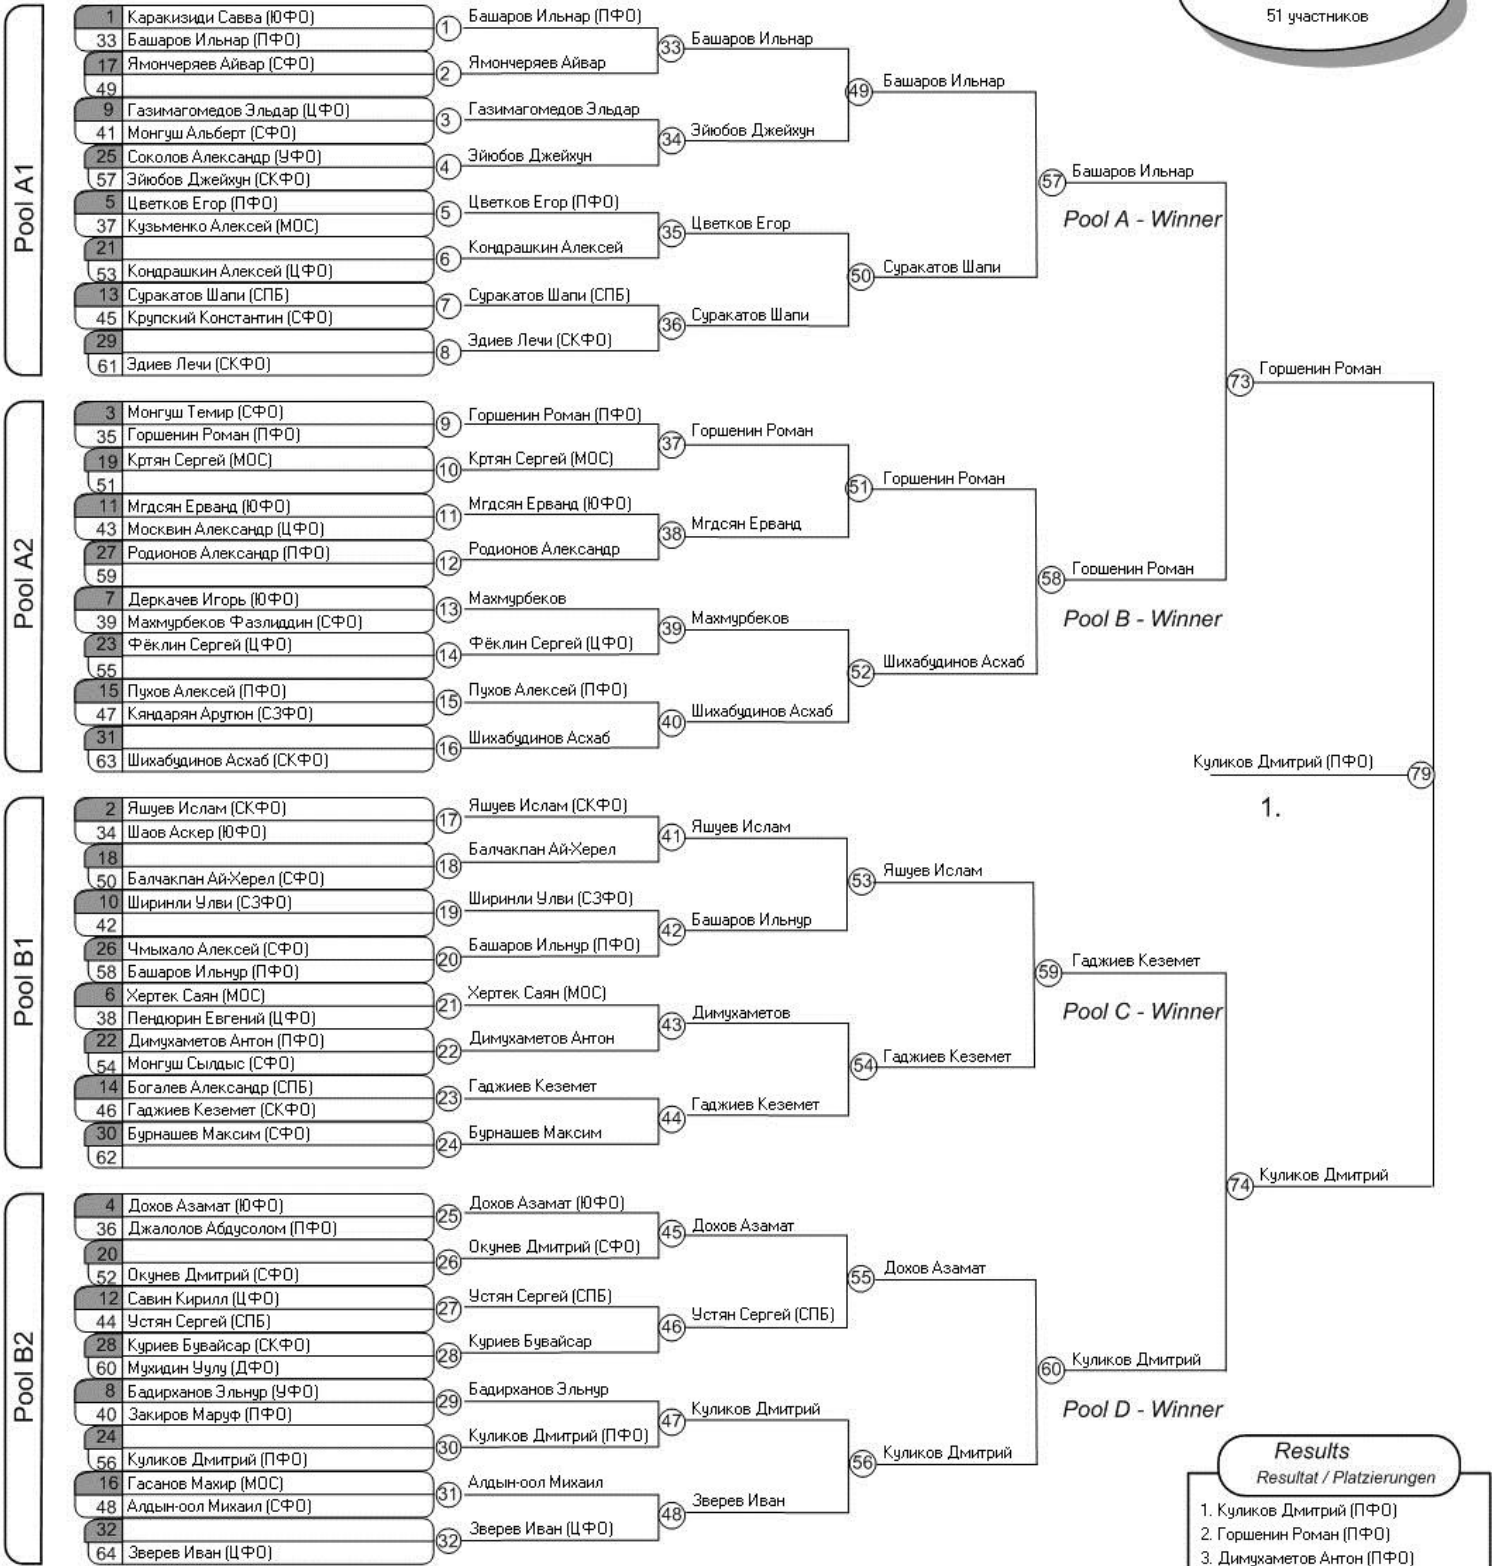 51 участников
Pool A1
1 Каракизиди Савва (ЮФО)
33 Башаров Ильнар (ПФО)
17 Ямончеряев Айвар (СФО)
49
9 Газимагомедов Эльдар (ЦФО)
41 Монгуш Альберт (СФО)
25 Соколов Александр (УФО)
57 Эйюбов Джейхун (СКФО)
5 Цветков Егор (ПФО)
37 Кузьменко Алексей (МОС)
21
53 Кондрашкин Алексей (ЦФО)
13 Суракатов Шапи (СПБ)
45 Крупский Константин (СФО)
29
61 Эдиев Лечи (СКФО)
1 Башаров Ильнар (ПФО)
2 Ямончеряев Айвар
3 Газимагомедов Эльдар
4 Эйюбов Джейхун
5 Цветков Егор (ПФО)
6 Кондрашкин Алексей
7 Суракатов Шапи (СПБ)
8 Эдиев Лечи (СКФО)
33 Башаров Ильнар
34 Эйюбов Джейхун
35 Цветков Егор
36 Суракатов Шапи
49 Башаров Ильнар
50 Суракатов Шапи
57 Башаров Ильнар
Pool A - Winner
Pool A2
3 Монгуш Темир (СФО)
35 Горшенин Роман (ПФО)
19 Кртян Сергей (МОС)
51
11 Мгдсян Ерванд (ЮФО)
43 Москвин Александр (ЦФО)
27 Родионов Александр (ПФО)
59
7 Деркачев Игорь (ЮФО)
39 Махмурбеков Фазлиддин (СФО)
23 Фёклин Сергей (ЦФО)
55
15 Пухов Алексей (ПФО)
47 Кяндарян Арутюн (СЗФО)
31
63 Шихабудинов Асхаб (СКФО)
9 Горшенин Роман (ПФО)
10 Кртян Сергей (МОС)
11 Мгдсян Ерванд (ЮФО)
12 Родионов Александр
13 Махмурбеков
14 Фёклин Сергей (ЦФО)
15 Пухов Алексей (ПФО)
16 Шихабудинов Асхаб
37 Горшенин Роман
38 Мгдсян Ерванд
39 Махмурбеков
40 Шихабудинов Асхаб
51 Горшенин Роман
52 Шихабудинов Асхаб
58 Горшенин Роман
Pool B - Winner
73 Горшенин Роман
Куликов Дмитрий (ПФО) 79
1.
Pool B1
2 Яшуев Ислам (СКФО)
34 Шаов Аскер (ЮФО)
18
50 Балчакпан Ай-Херел (СФО)
10 Ширинли Улви (СЗФО)
42
26 Чмыхало Алексей (СФО)
58 Башаров Ильнур (ПФО)
6 Хертек Саян (МОС)
38 Пендюрин Евгений (ЦФО)
22 Димухаметов Антон (ПФО)
54 Монгуш Сылдыс (СФО)
14 Богалев Александр (СПБ)
46 Гаджиев Кеземет (СКФО)
30 Бурнашев Максим (СФО)
62
17 Яшуев Ислам (СКФО)
18 Балчакпан Ай-Херел
19 Ширинли Улви (СЗФО)
20 Башаров Ильнур (ПФО)
21 Хертек Саян (МОС)
22 Димухаметов Антон
23 Гаджиев Кеземет
24 Бурнашев Максим
41 Яшуев Ислам
42 Башаров Ильнур
43 Димухаметов
44 Гаджиев Кеземет
53 Яшуев Ислам
54 Гаджиев Кеземет
59 Гаджиев Кеземет
Pool C - Winner
Pool B2
4 Дохов Азамат (ЮФО)
36 Джалолов Абдусолом (ПФО)
20
52 Окунев Дмитрий (СФО)
12 Савин Кирилл (ЦФО)
44 Устян Сергей (СПБ)
28 Куриев Бувайсар (СКФО)
60 Мухидин Уулу (ДФО)
8 Бадирханов Эльнур (УФО)
40 Закиров Маруф (ПФО)
24
56 Куликов Дмитрий (ПФО)
16 Гасанов Махир (МОС)
48 Алдын-оол Михаил (СФО)
32
64 Зверев Иван (ЦФО)
25 Дохов Азамат (ЮФО)
26 Окунев Дмитрий (СФО)
27 Устян Сергей (СПБ)
28 Куриев Бувайсар
29 Бадирханов Эльнур
30 Куликов Дмитрий (ПФО)
31 Алдын-оол Михаил
32 Зверев Иван (ЦФО)
45 Дохов Азамат
46 Устян Сергей (СПБ)
47 Куликов Дмитрий
48 Зверев Иван
55 Дохов Азамат
56 Куликов Дмитрий
60 Куликов Дмитрий
Pool D - Winner
74 Куликов Дмитрий
Results
Resultat / Platzierungen
1. Куликов Дмитрий (ПФО)
2. Горшенин Роман (ПФО)
3. Димухаметов Антон (ПФО)